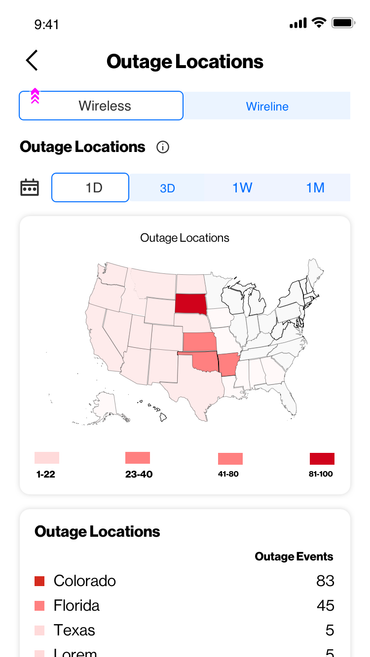 9:41
Outage Locations
Wireless Wireline
Outage Locations
1D 3D 1W 1M
Outage Locations
1-22 23-40 41-80 81-100
Outage Locations
Outage Events
Colorado 83
Florida 45
Texas 5
Lorem 5